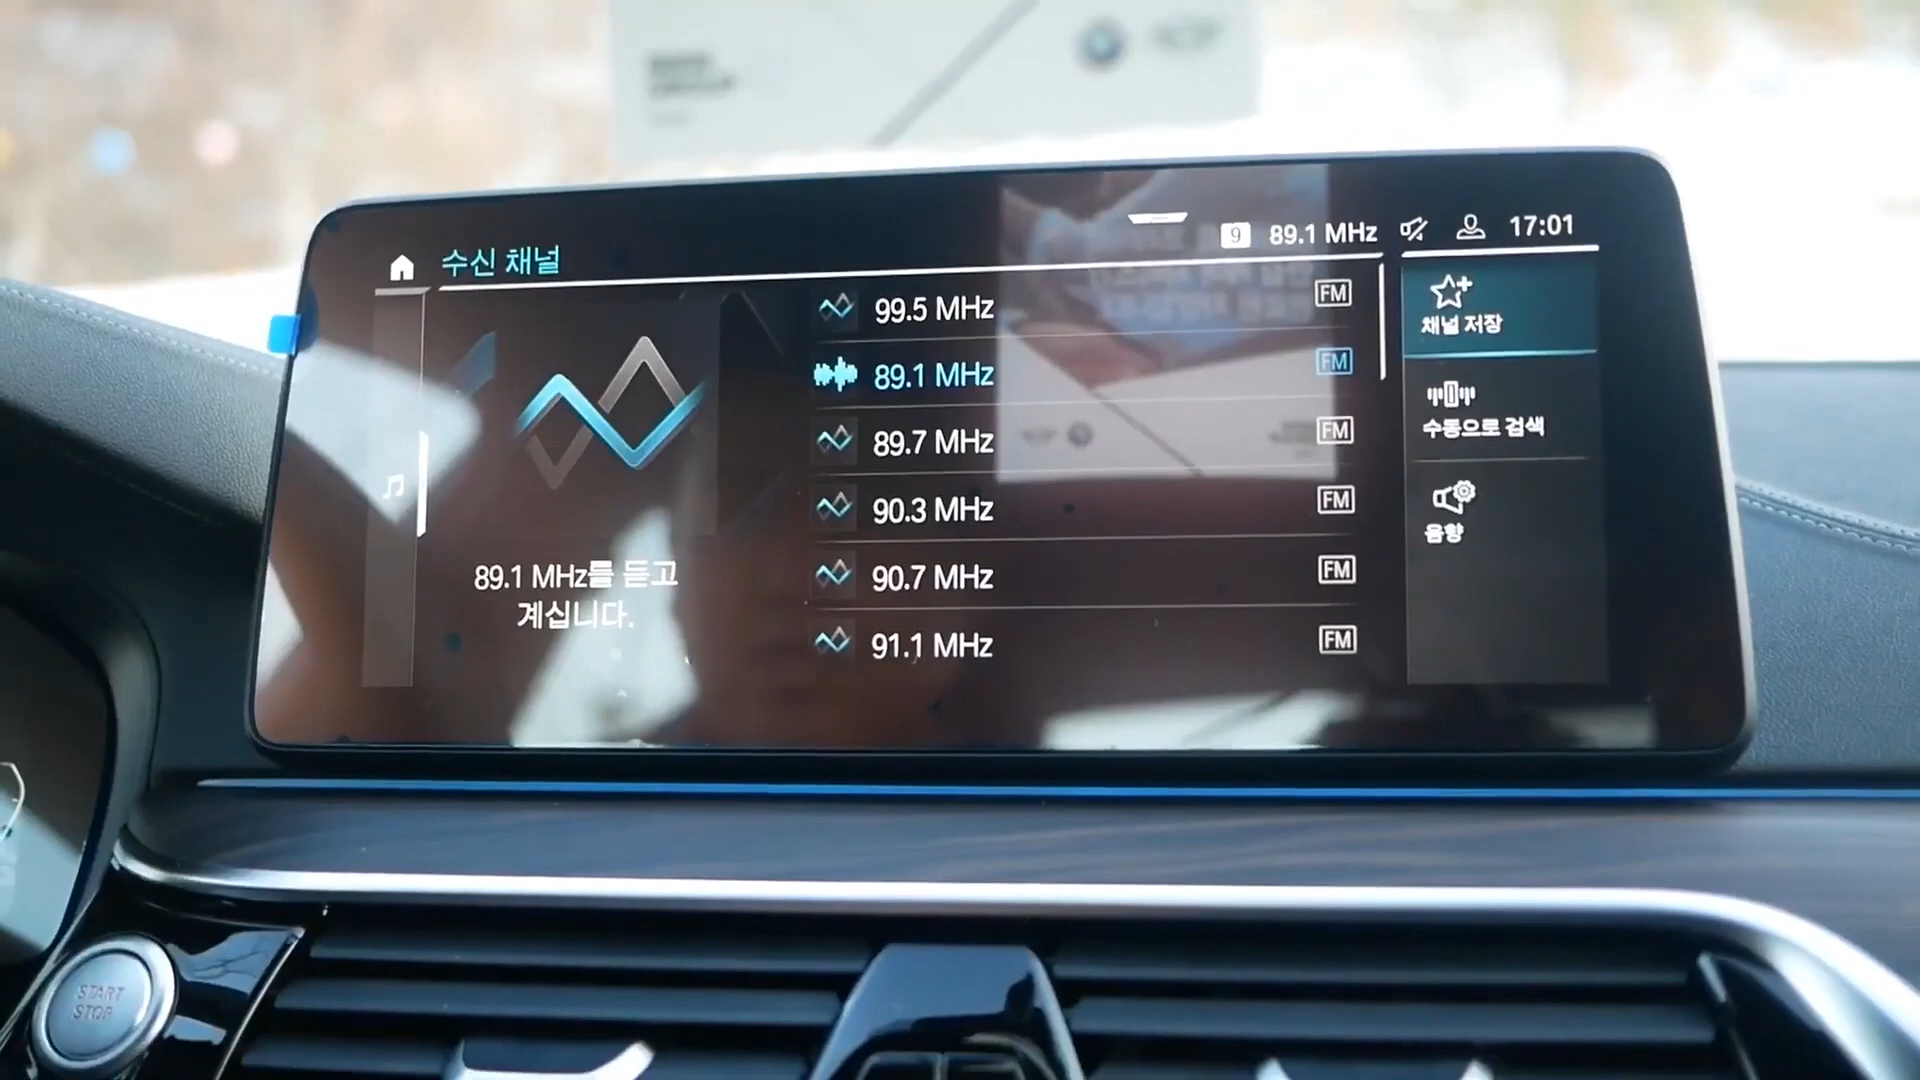 수신 채널
9 89.1 MHz 17:01
99.5 MHz FM
89.1 MHz FM
89.7 MHz FM
90.3 MHz FM
90.7 MHz FM
91.1 MHz FM
89.1 MHz를 듣고
계십니다.
채널 저장
수동으로 검색
음향
START
STOP